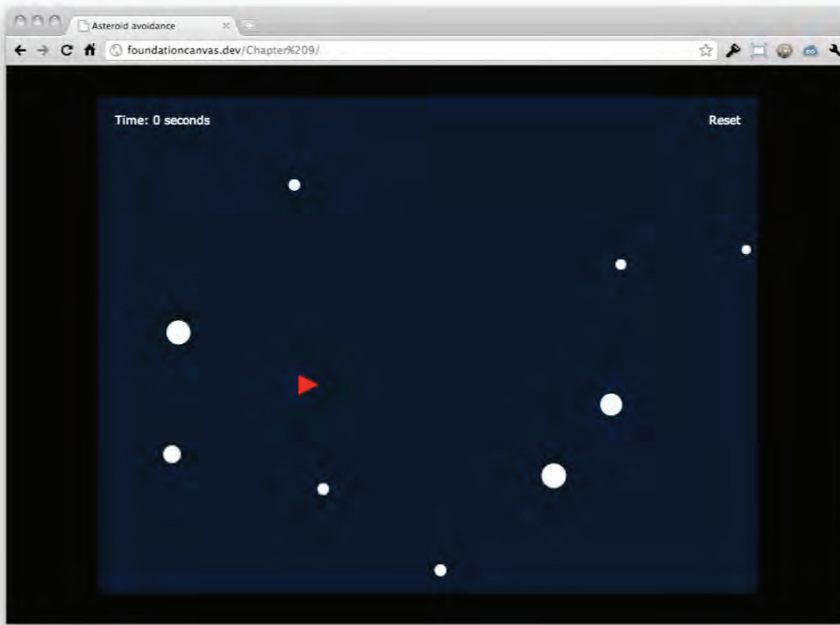 Asteroid avoidance
foundationcanvas.dev/Chapter%209/
Time: 0 seconds
Reset